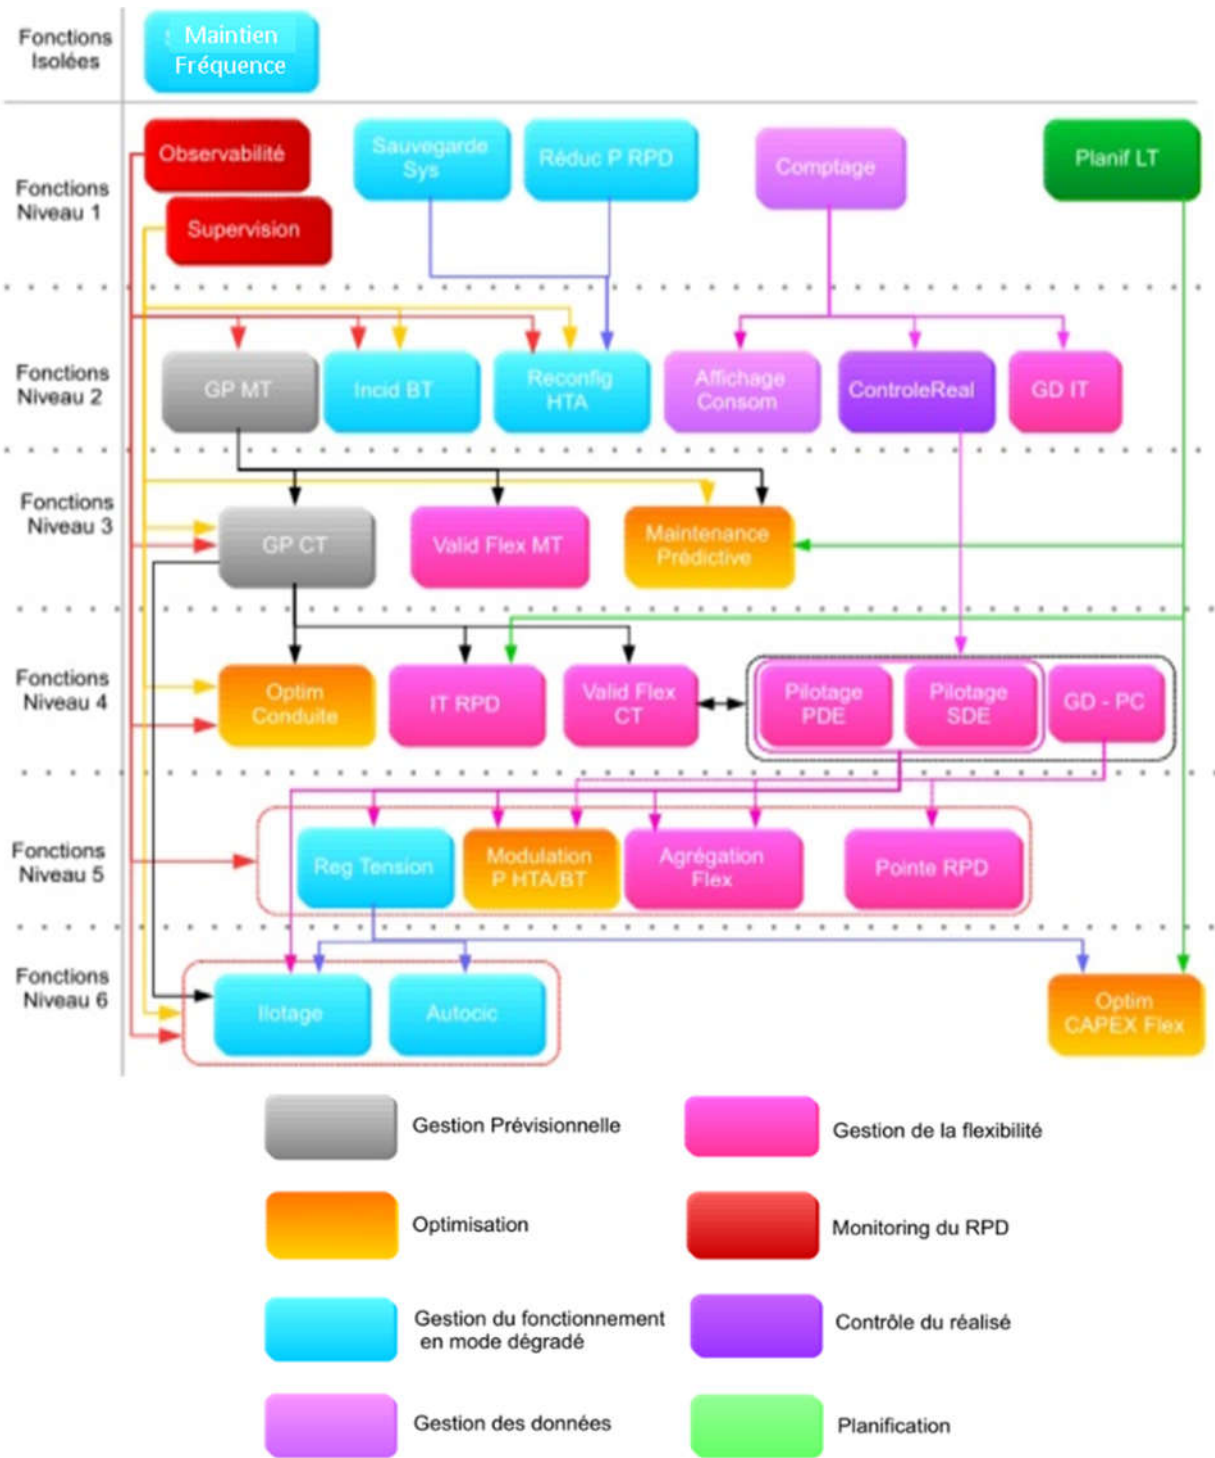 Fonctions
Isolées
Maintien
Fréquence
Fonctions
Niveau 1
Observabilité
Supervision
Sauvegarde
Sys
Réduc P RPD
Comptage
Planif LT
Fonctions
Niveau 2
GP MT
Incid BT
Reconfig
HTA
Affichage
Consom
ControleReal
GD IT
Fonctions
Niveau 3
GP CT
Valid Flex MT
Maintenance
Prédictive
Fonctions
Niveau 4
Optim
Conduite
IT RPD
Valid Flex
CT
Pilotage
PDE
Pilotage
SDE
GD - PC
Fonctions
Niveau 5
Reg Tension
Modulation
P HTA/BT
Agrégation
Flex
Pointe RPD
Fonctions
Niveau 6
Ilotage
Autocic
Optim
CAPEX Flex
Gestion Prévisionnelle
Gestion de la flexibilité
Optimisation
Monitoring du RPD
Gestion du fonctionnement
en mode dégradé
Contrôle du réalisé
Gestion des données
Planification